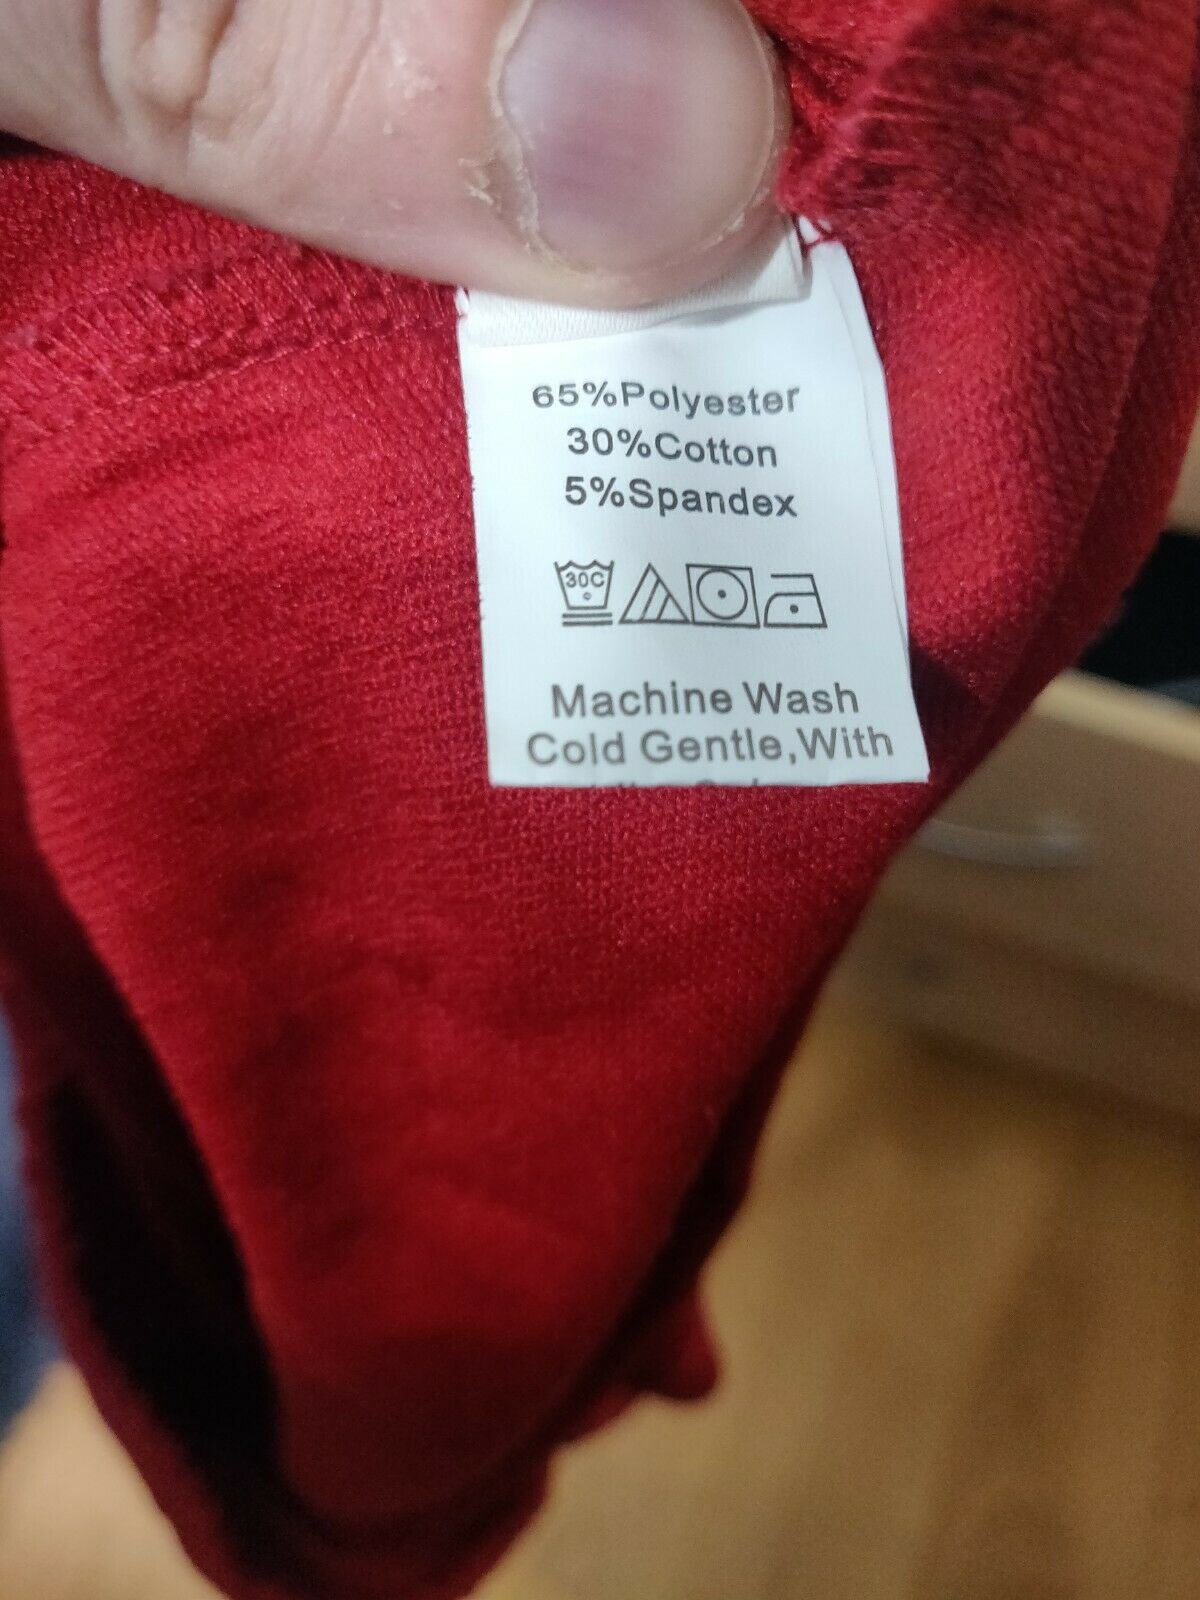 65%Polyester
30%Cotton
5%Spandex
30C
Machine Wash
Cold Gentle,With